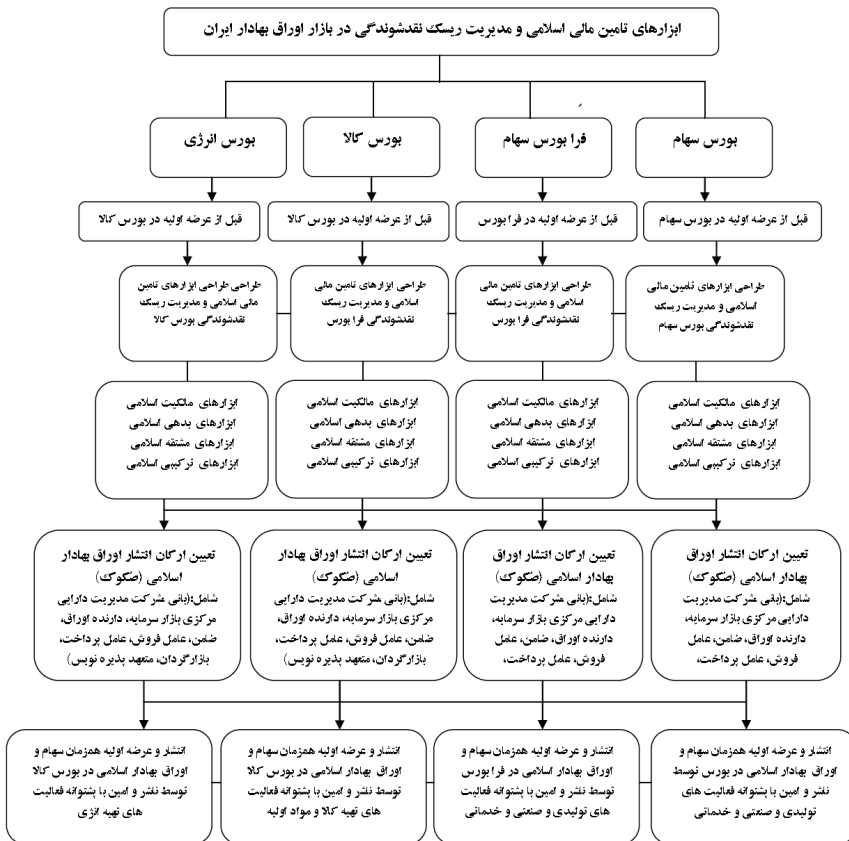 ابزارهای تامین مالی اسلامی و مدیریت ریسک نقدشوندگی در بازار اوراق بهادار ایران
بورس سهام
فرا بورس سهام
بورس کالا
بورس انرژی
قبل از عرضه اولیه در بورس سهام
قبل از عرضه اولیه در فرا بورس
قبل از عرضه اولیه در بورس کالا
قبل از عرضه اولیه در بورس کالا
طراحی ابزارهای تامین مالی
اسلامی و مدیریت ریسک
نقدشوندگی بورس سهام
طراحی ابزارهای تامین مالی
اسلامی و مدیریت ریسک
نقدشوندگی فرا بورس
طراحی ابزارهای تامین مالی
اسلامی و مدیریت ریسک
نقدشوندگی فرا بورس
طراحی طراحی ابزارهای تامین
مالی اسلامی و مدیریت ریسک
نقدشوندگی بورس کالا
ابزارهای مالکیت اسلامی
ابزارهای بدهی اسلامی
ابزارهای مشتقه اسلامی
ابزارهای ترکیبی اسلامی
ابزارهای مالکیت اسلامی
ابزارهای بدهی اسلامی
ابزارهای مشتقه اسلامی
ابزارهای ترکیبی اسلامی
ابزارهای مالکیت اسلامی
ابزارهای بدهی اسلامی
ابزارهای مشتقه اسلامی
ابزارهای ترکیبی اسلامی
ابزارهای مالکیت اسلامی
ابزارهای بدهی اسلامی
ابزارهای مشتقه اسلامی
ابزارهای ترکیبی اسلامی
تعیین ارکان انتشار اوراق
بهادار اسلامی (صکوک)
شامل:(بانی شرکت مدیریت
دارایی مرکزی بازار سرمایه،
دارنده اوراق، ضامن، عامل
فروش، عامل پرداخت،
تعیین ارکان انتشار اوراق
بهادار اسلامی (صکوک)
شامل:(بانی شرکت مدیریت
دارایی مرکزی بازار سرمایه،
دارنده اوراق، ضامن، عامل
فروش، عامل پرداخت،
تعیین ارکان انتشار اوراق بهادار
اسلامی (صکوک)
شامل:(بانی شرکت مدیریت دارایی
مرکزی بازار سرمایه، دارنده اوراق،
ضامن، عامل فروش، عامل پرداخت،
بازارگردان، متعهد پذیره نویس)
تعیین ارکان انتشار اوراق بهادار
اسلامی (صکوک)
شامل:(بانی شرکت مدیریت دارایی
مرکزی بازار سرمایه، دارنده اوراق،
ضامن، عامل فروش، عامل پرداخت،
بازارگردان، متعهد پذیره نویس)
انتشار و عرضه اولیه همزمان سهام و
اوراق بهادار اسلامی در بورس توسط
ناشر و امین با پشتوانه فعالیت های
تولیدی و صنعتی و خدماتی
انتشار و عرضه اولیه همزمان سهام و
اوراق بهادار اسلامی در فرا بورس
توسط ناشر و امین با پشتوانه فعالیت
های تولیدی و صنعتی و خدماتی
انتشار و عرضه اولیه همزمان سهام و
اوراق بهادار اسلامی در بورس کالا
توسط ناشر و امین با پشتوانه فعالیت
های تهیه کالا و مواد اولیه
انتشار و عرضه اولیه همزمان سهام و
اوراق بهادار اسلامی در بورس کالا
توسط ناشر و امین با پشتوانه فعالیت
های تهیه انژی